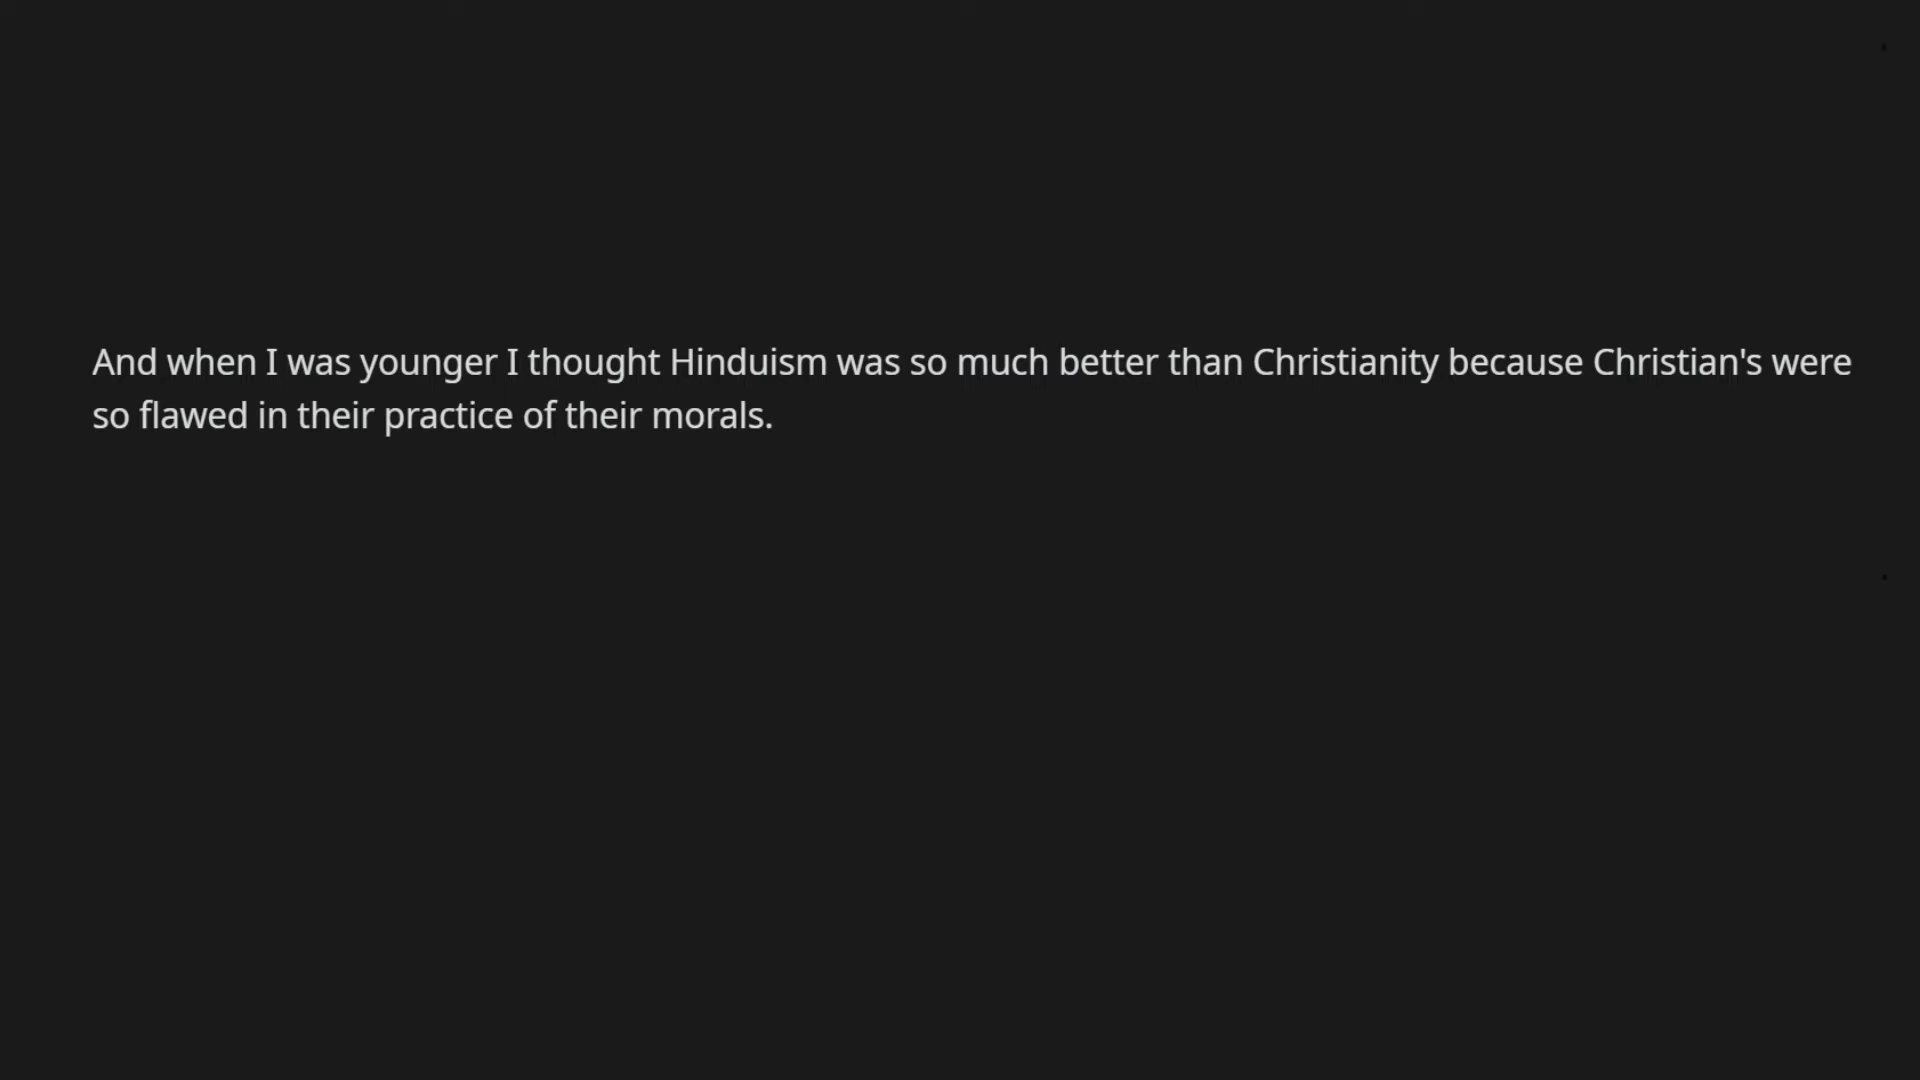 And when I was younger I thought Hinduism was so much better than Christianity because Christian's were
so flawed in their practice of their morals.